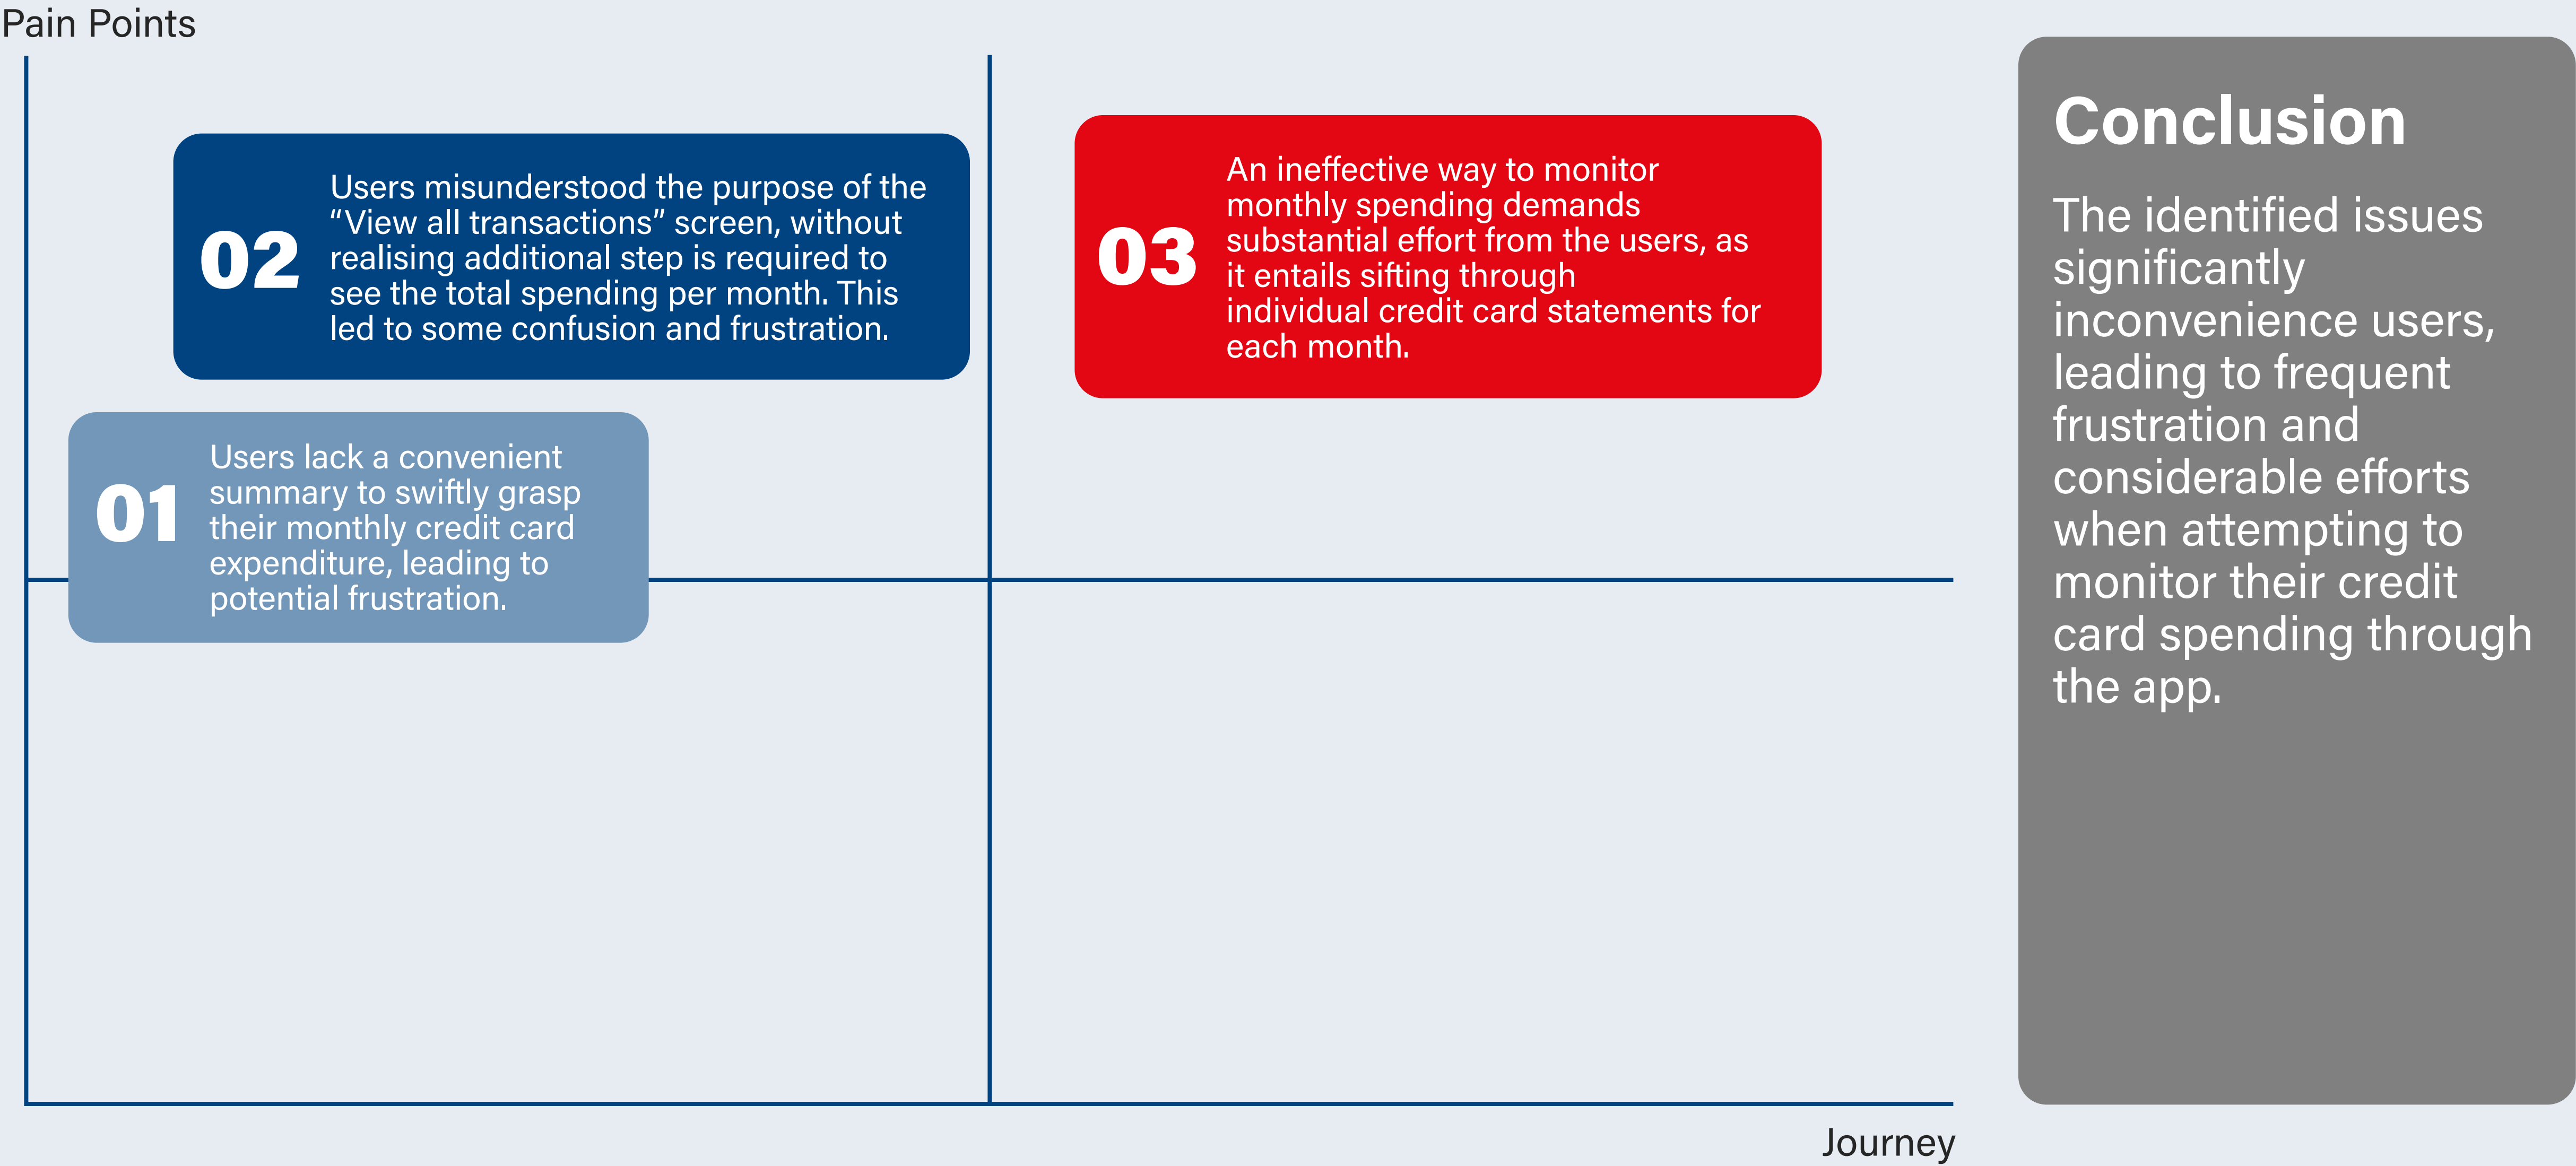 Pain Points
02
Users misunderstood the purpose of the
“View all transactions” screen, without
realising additional step is required to
see the total spending per month. This
led to some confusion and frustration.
03
An ineffective way to monitor
monthly spending demands
substantial effort from the users, as
it entails sifting through
individual credit card statements for
each month.
01
Users lack a convenient
summary to swiftly grasp
their monthly credit card
expenditure, leading to
potential frustration.
Journey
Conclusion
The identified issues
significantly
inconvenience users,
leading to frequent
frustration and
considerable efforts
when attempting to
monitor their credit
card spending through
the app.